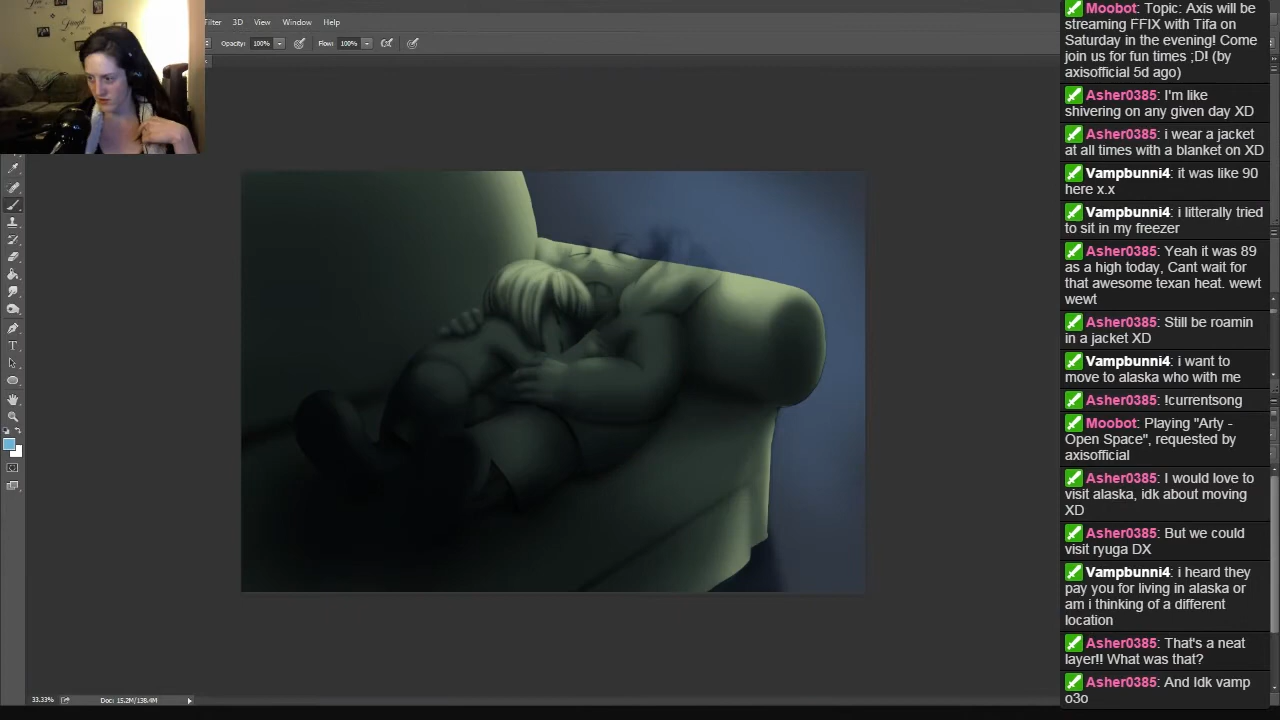 Filter 3D View Window Help
Opacity: 100% Flow: 100%
33.33% Doc: 15.2M/138.4M
Moobot: Topic: Axis will be
streaming FFIX with Tifa on
Saturday in the evening! Come
join us for fun times ;D! (by
axisofficial 5d ago)
Asher0385: I'm like
shivering on any given day XD
Asher0385: i wear a jacket
at all times with a blanket on XD
Vampbunni4: it was like 90
here x.x
Vampbunni4: i litterally tried
to sit in my freezer
Asher0385: Yeah it was 89
as a high today, Cant wait for
that awesome texan heat. wewt
wewt
Asher0385: Still be roamin
in a jacket XD
Vampbunni4: i want to
move to alaska who with me
Asher0385: !currentsong
Moobot: Playing "Arty -
Open Space", requested by
axisofficial
Asher0385: I would love to
visit alaska, idk about moving
XD
Asher0385: But we could
visit ryuga DX
Vampbunni4: i heard they
pay you for living in alaska or
am i thinking of a different
location
Asher0385: That's a neat
layer!! What was that?
Asher0385: And Idk vamp
o3o